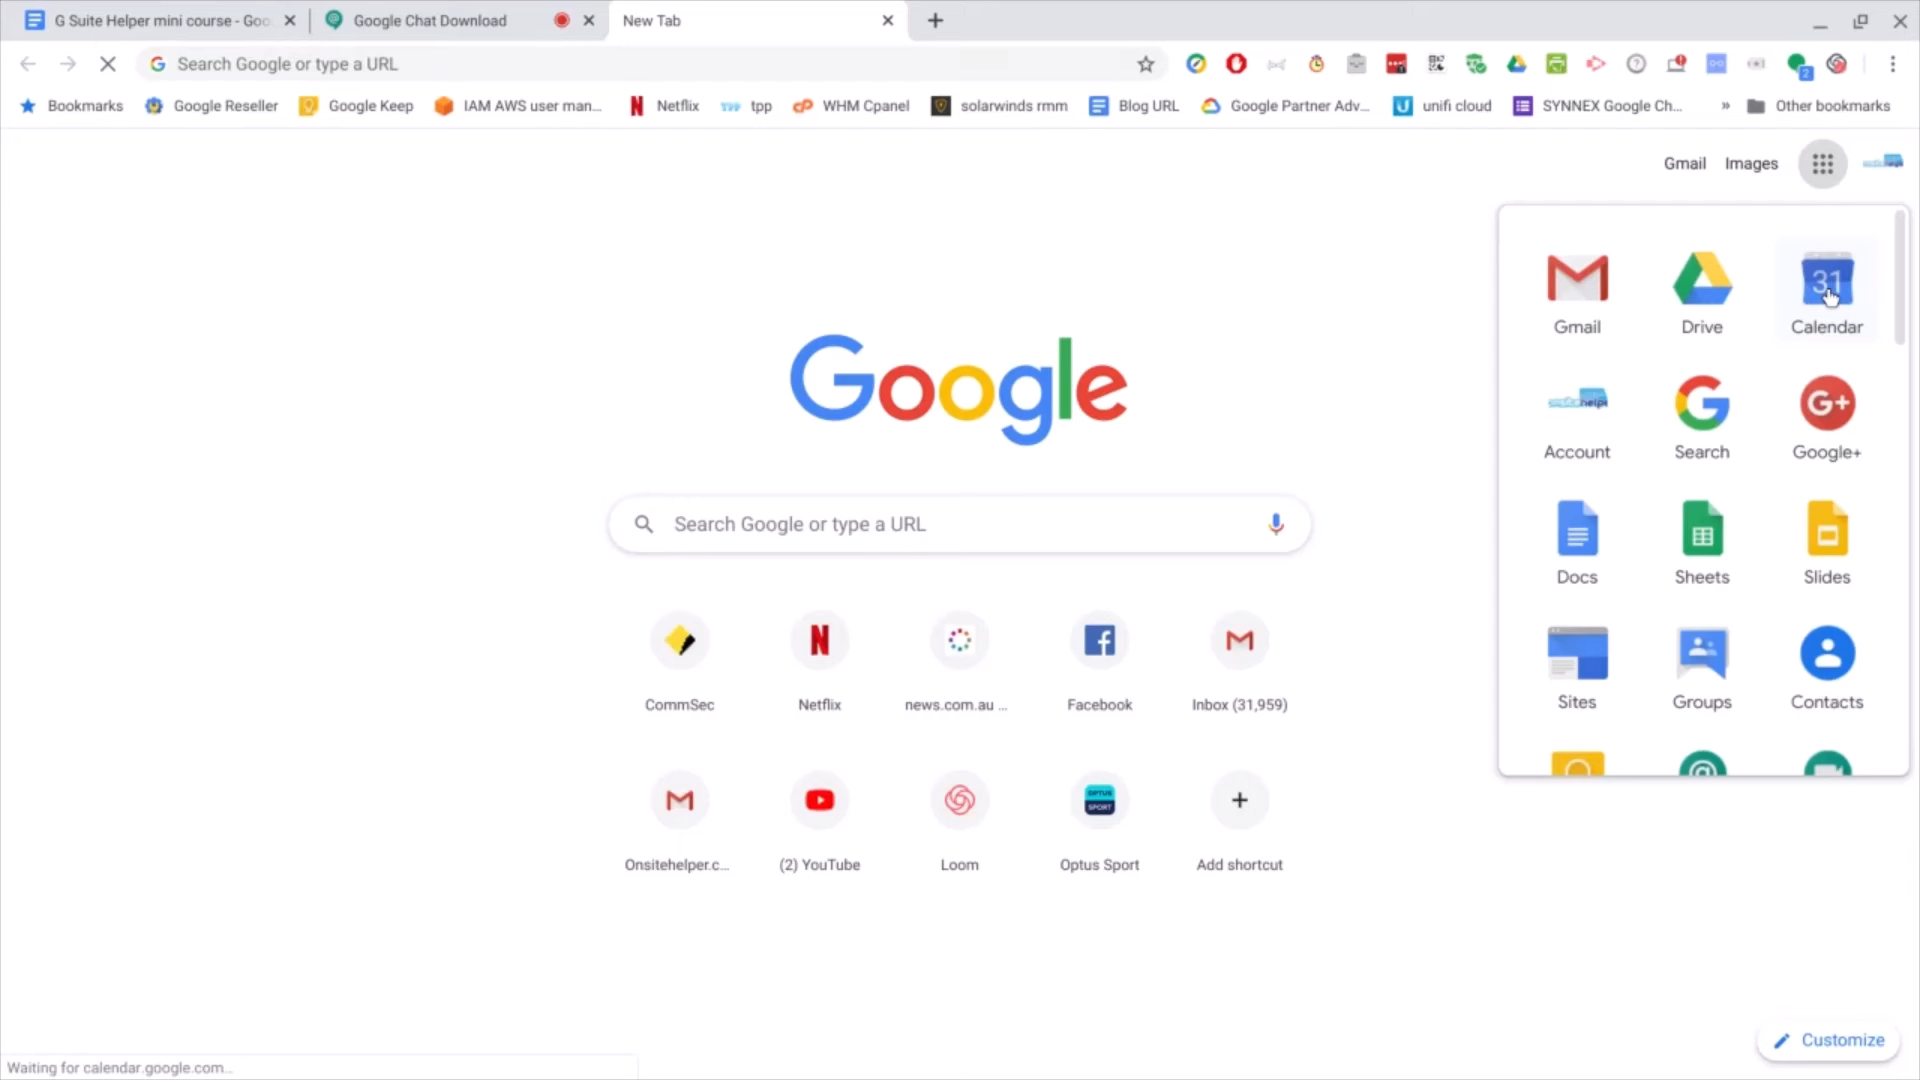 G Suite Helper mini course - Goo
Google Chat Download
New Tab
Search Google or type a URL
2
Bookmarks
Google Reseller
Google Keep
IAM AWS user man...
Netflix
tpp
WHM Cpanel
solarwinds rmm
Blog URL
Google Partner Adv...
unifi cloud
SYNNEX Google Ch...
»
Other bookmarks
Gmail
Images
31
Gmail
Drive
Calendar
G+
Account
Search
Google+
Docs
Sheets
Slides
Sites
Groups
Contacts
Google
Search Google or type a URL
CommSec
Netflix
news.com.au ...
Facebook
Inbox (31,959)
OPTUS
SPORT
Onsitehelper.c...
(2) YouTube
Loom
Optus Sport
Add shortcut
Customize
Waiting for calendar.google.com...